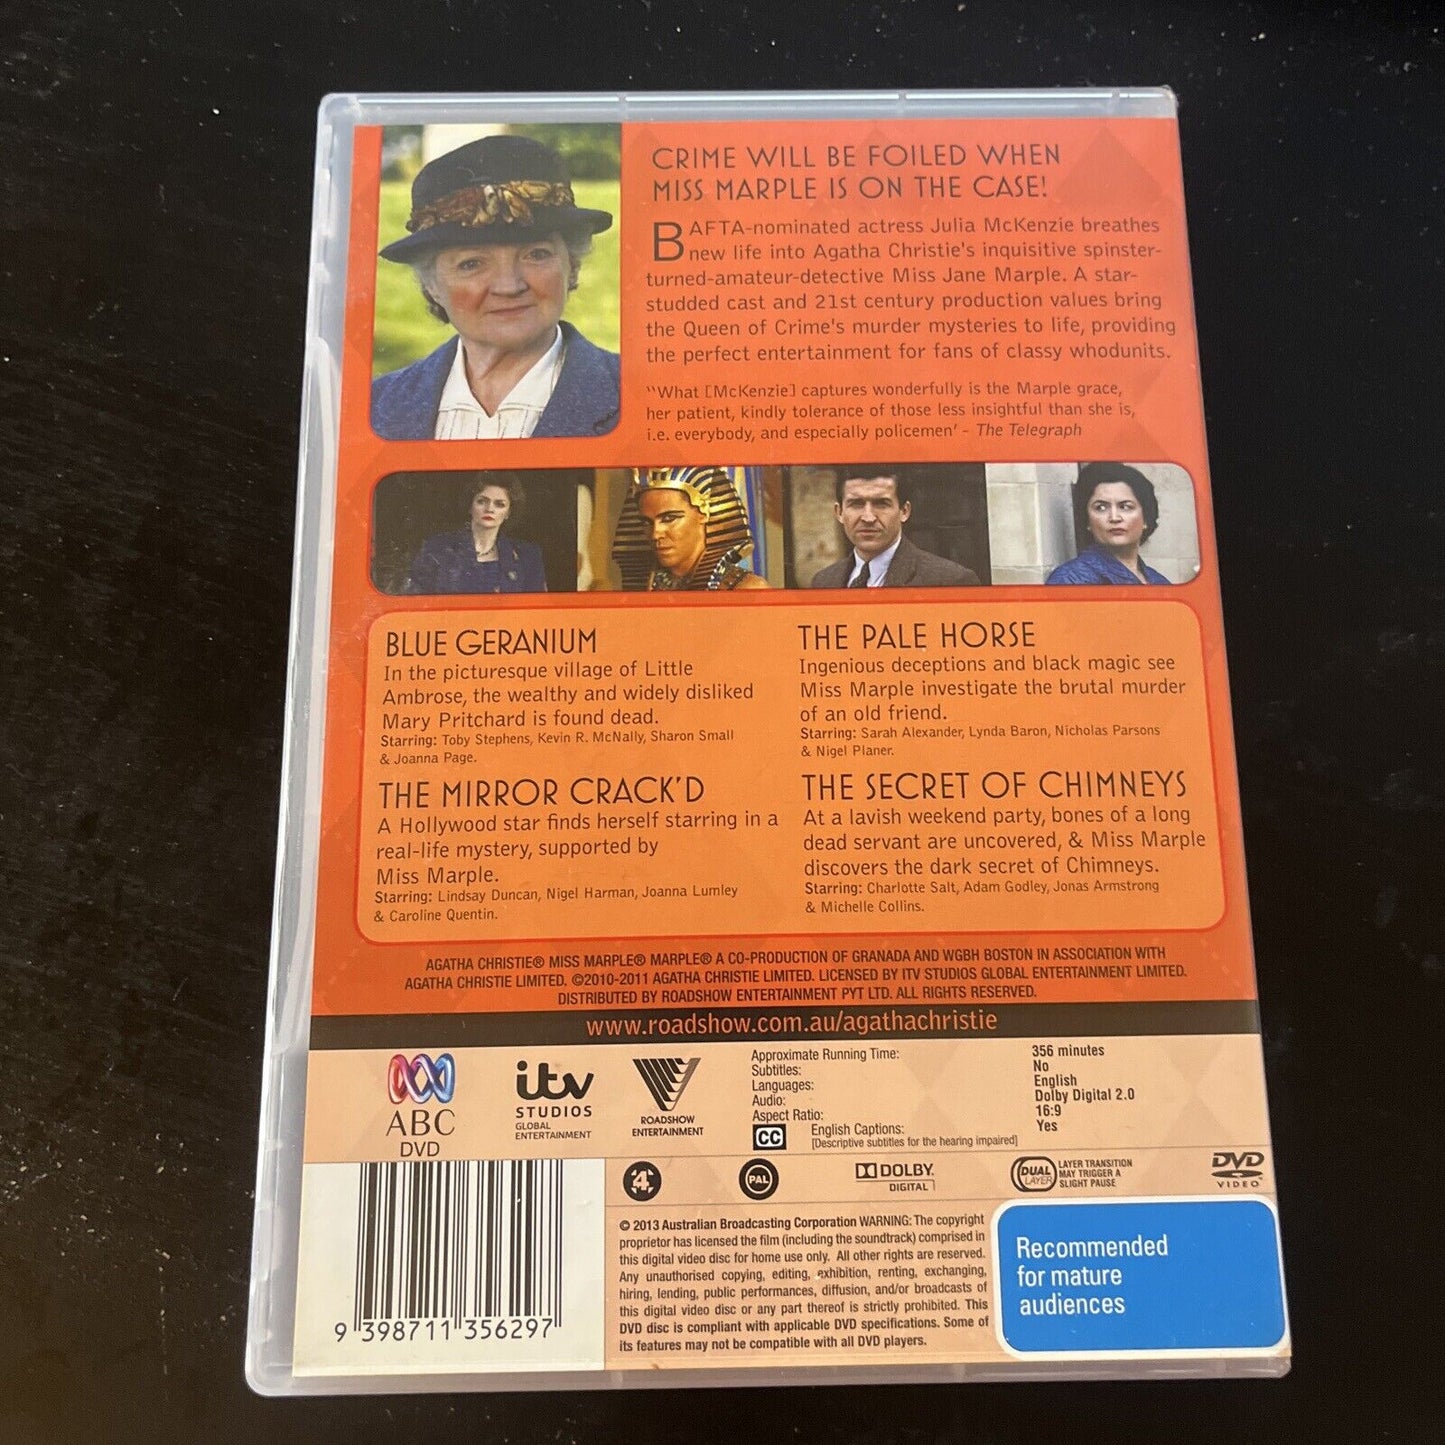 CRIME WILL BE FOILED WHEN
MISS MARPLE IS ON THE CASE!
BAFTA-nominated actress Julia McKenzie breathes
new life into Agatha Christie's inquisitive spinster-
turned-amateur-detective Miss Jane Marple. A star-
studded cast and 21st century production values bring
the Queen of Crime's murder mysteries to life, providing
the perfect entertainment for fans of classy whodunits.
"What [McKenzie] captures wonderfully is the Marple grace,
her patient, kindly tolerance of those less insightful than she is,
i.e. everybody, and especially policemen' - The Telegraph
BLUE GERANIUM
In the picturesque village of Little
Ambrose, the wealthy and widely disliked
Mary Pritchard is found dead.
Starring: Toby Stephens, Kevin R. McNally, Sharon Small
& Joanna Page.
THE MIRROR CRACK'D
A Hollywood star finds herself starring in a
real-life mystery, supported by
Miss Marple.
Starring: Lindsay Duncan, Nigel Harman, Joanna Lumley
& Caroline Quentin.
THE PALE HORSE
Ingenious deceptions and black magic see
Miss Marple investigate the brutal murder
of an old friend.
Starring: Sarah Alexander, Lynda Baron, Nicholas Parsons
& Nigel Planer.
THE SECRET OF CHIMNEYS
At a lavish weekend party, bones of a long
dead servant are uncovered, & Miss Marple
discovers the dark secret of Chimneys.
Starring: Charlotte Salt, Adam Godley, Jonas Armstrong
& Michelle Collins.
AGATHA CHRISTIE® MISS MARPLE® MARPLE® A CO-PRODUCTION OF GRANADA AND WGBH BOSTON IN ASSOCIATION WITH
AGATHA CHRISTIE LIMITED. ©2010-2011 AGATHA CHRISTIE LIMITED. LICENSED BY ITV STUDIOS GLOBAL ENTERTAINMENT LIMITED.
DISTRIBUTED BY ROADSHOW ENTERTAINMENT PYT LTD. ALL RIGHTS RESERVED.
www.roadshow.com.au/agathachristie
ABC
DVD
itv
STUDIOS
GLOBAL
ENTERTAINMENT
ROADSHOW
ENTERTAINMENT
Approximate Running Time: 356 minutes
Subtitles: No
Languages: English
Audio: Dolby Digital 2.0
Aspect Ratio: 16:9
CC English Captions: Yes
[Descriptive subtitles for the hearing impaired]
4
PAL
DOLBY
DIGITAL
DUAL
LAYER
LAYER TRANSITION
MAY TRIGGER A
SLIGHT PAUSE
DVD
VIDEO
© 2013 Australian Broadcasting Corporation WARNING: The copyright
proprietor has licensed the film (including the soundtrack) comprised in
this digital video disc for home use only. All other rights are reserved.
Any unauthorised copying, editing, exhibition, renting, exchanging,
hiring, lending, public performances, diffusion, and/or broadcasts of
this digital video disc or any part thereof is strictly prohibited. This
DVD disc is compliant with applicable DVD specifications. Some of
its features may not be compatible with all DVD players.
Recommended
for mature
audiences
9 398711 356297